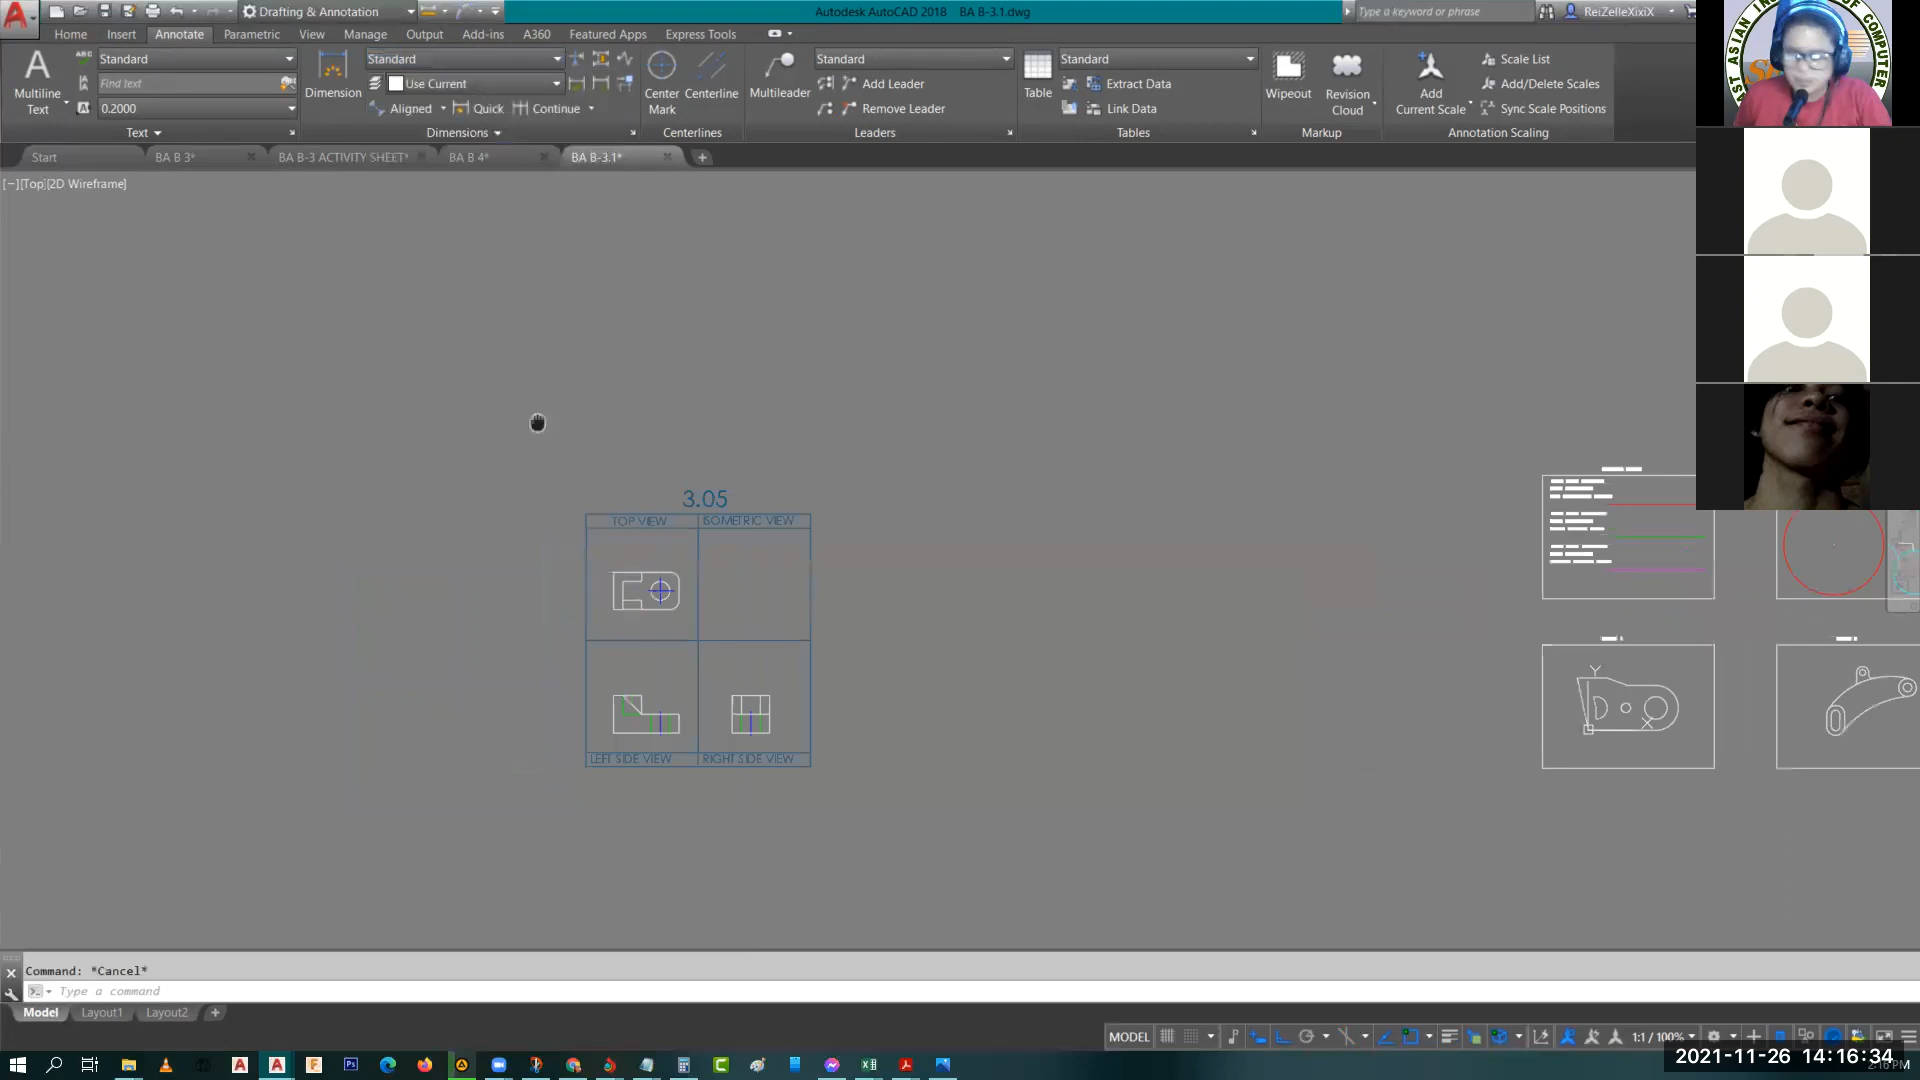 Drafting & Annotation
Autodesk AutoCAD 2018 BA B-3.1.dwg
Type a keyword or phrase
ReiZelleXixiX
Home Insert Annotate Parametric View Manage Output Add-ins A360 Featured Apps Express Tools
Multiline Text
ABC
Standard
Find text
0.2000
Text
Dimension
Standard
Use Current
Aligned Quick Continue
Dimensions
Center Mark
Centerline
Centerlines
Multileader
Standard
Add Leader
Remove Leader
Leaders
Table
Standard
Extract Data
Link Data
Tables
Wipeout
Revision Cloud
Markup
Add Current Scale
Scale List
Add/Delete Scales
Sync Scale Positions
Annotation Scaling
Start BA B 3* BA B-3 ACTIVITY SHEET* BA B 4* BA B-3.1*
[−][Top][2D Wireframe]
3.05
TOP VIEW ISOMETRIC VIEW
LEFT SIDE VIEW RIGHT SIDE VIEW
Y
X
Command: *Cancel*
Type a command
Model Layout1 Layout2
MODEL
1:1 / 100%
2021-11-26 14:16:34